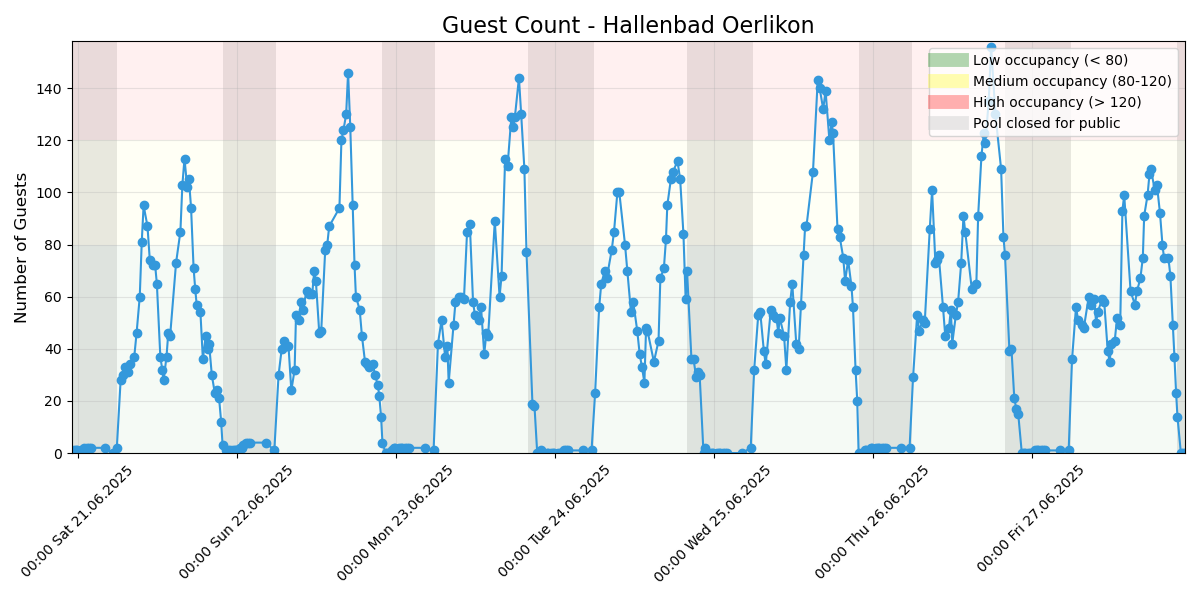 Guest Count - Hallenbad Oerlikon
Number of Guests
140
120
100
80
60
40
20
0
Low occupancy (< 80)
Medium occupancy (80-120)
High occupancy (> 120)
Pool closed for public
00:00 Sat 21.06.2025
00:00 Sun 22.06.2025
00:00 Mon 23.06.2025
00:00 Tue 24.06.2025
00:00 Wed 25.06.2025
00:00 Thu 26.06.2025
00:00 Fri 27.06.2025